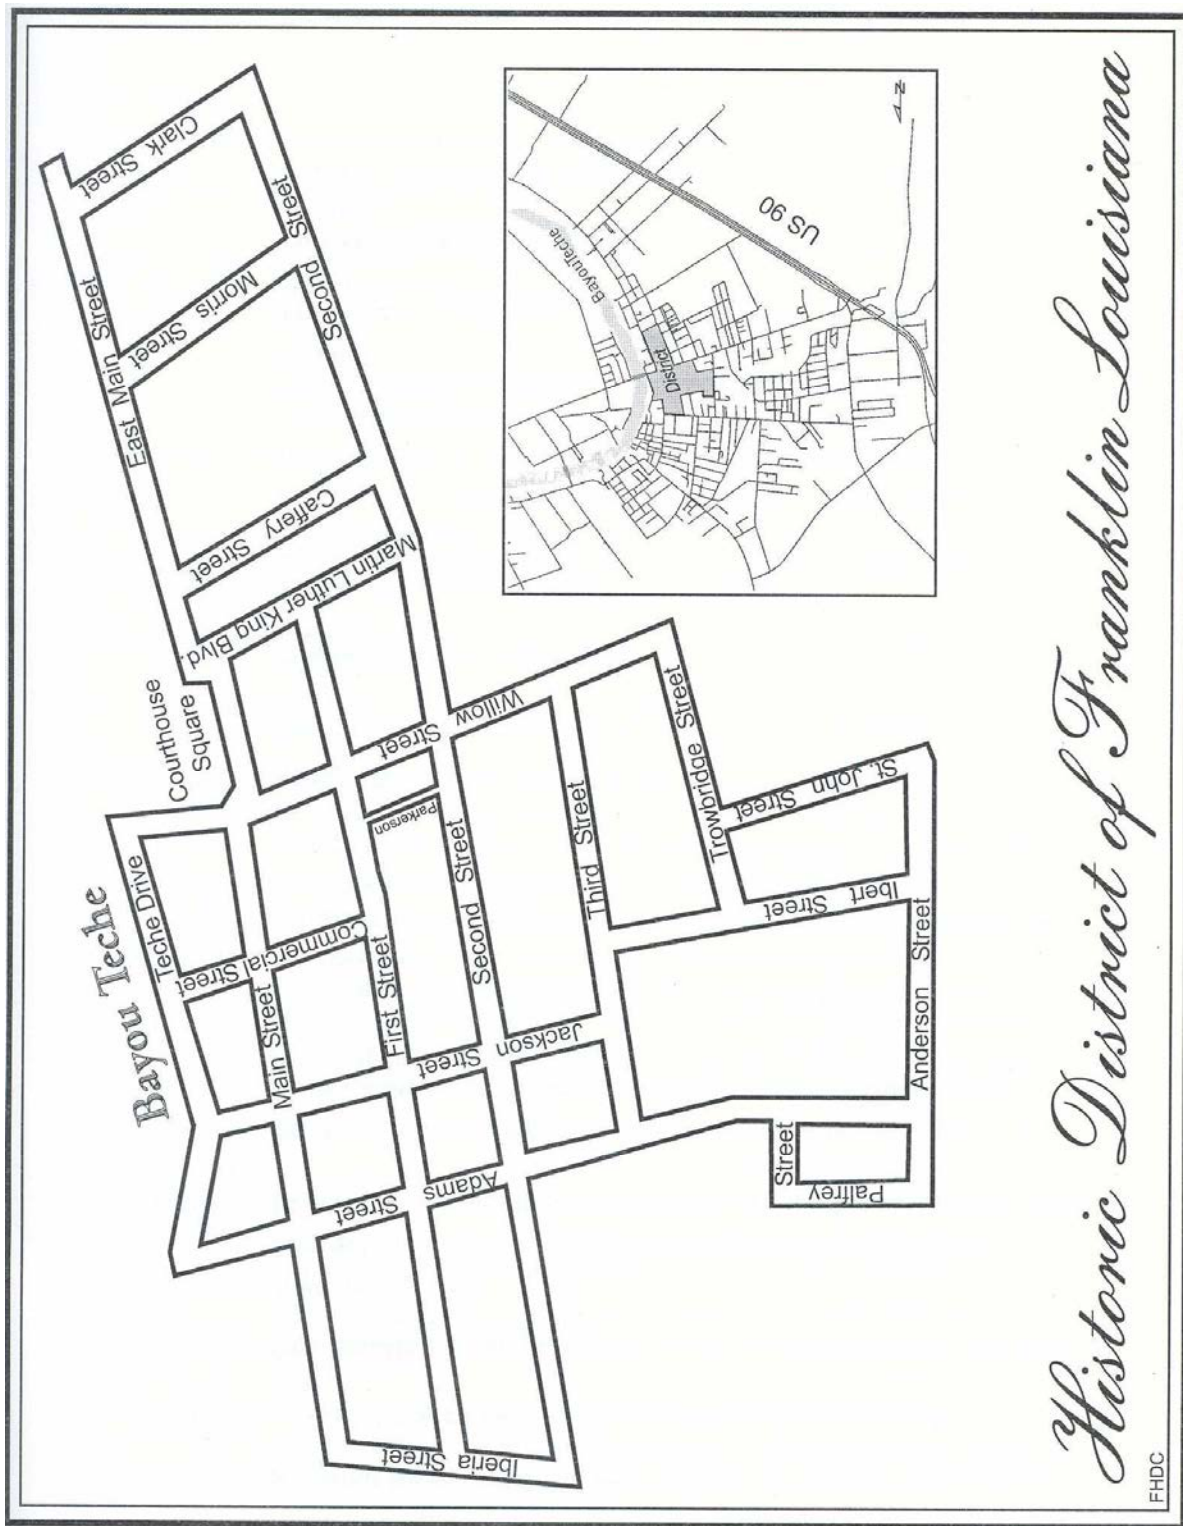 Bayou Teche
Courthouse
Square
Teche Drive
East Main Street
Main Street
First Street
Second Street
Second Street
Third Street
Trowbridge Street
Anderson Street
Iberia Street
Adams Street
Jackson Street
Commercial Street
Parkerson
Willow Street
Martin Luther King Blvd.
Caffery Street
Morris Street
Clark Street
St. John Street
Ibert Street
Palfrey Street
BayouTeche
District
US 90
N
Historic District of Franklin Louisiana
FHDC